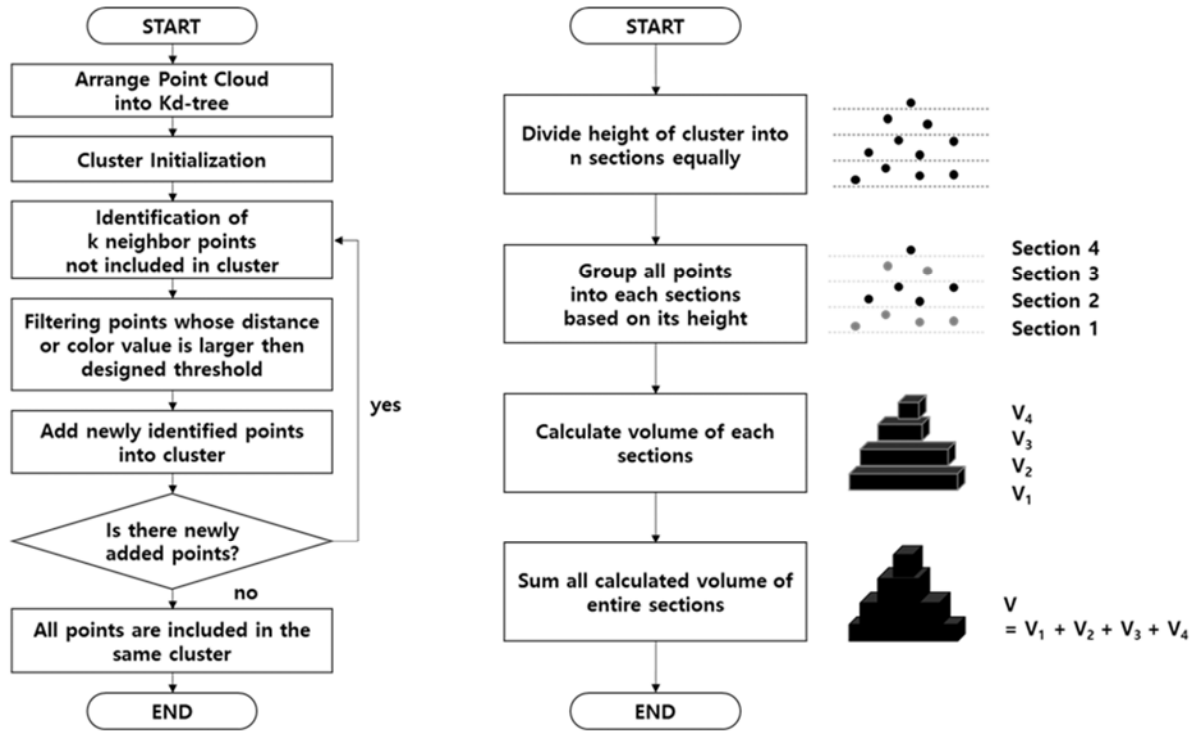 START
Arrange Point Cloud
into Kd-tree
Cluster Initialization
Identification of
k neighbor points
not included in cluster
Filtering points whose distance
or color value is larger then
designed threshold
Add newly identified points
into cluster
yes
Is there newly
added points?
no
All points are included in the
same cluster
END
START
Divide height of cluster into
n sections equally
Group all points
into each sections
based on its height
Section 4
Section 3
Section 2
Section 1
Calculate volume of each
sections
V₄
V₃
V₂
V₁
Sum all calculated volume of
entire sections
V
= V₁ + V₂ + V₃ + V₄
END